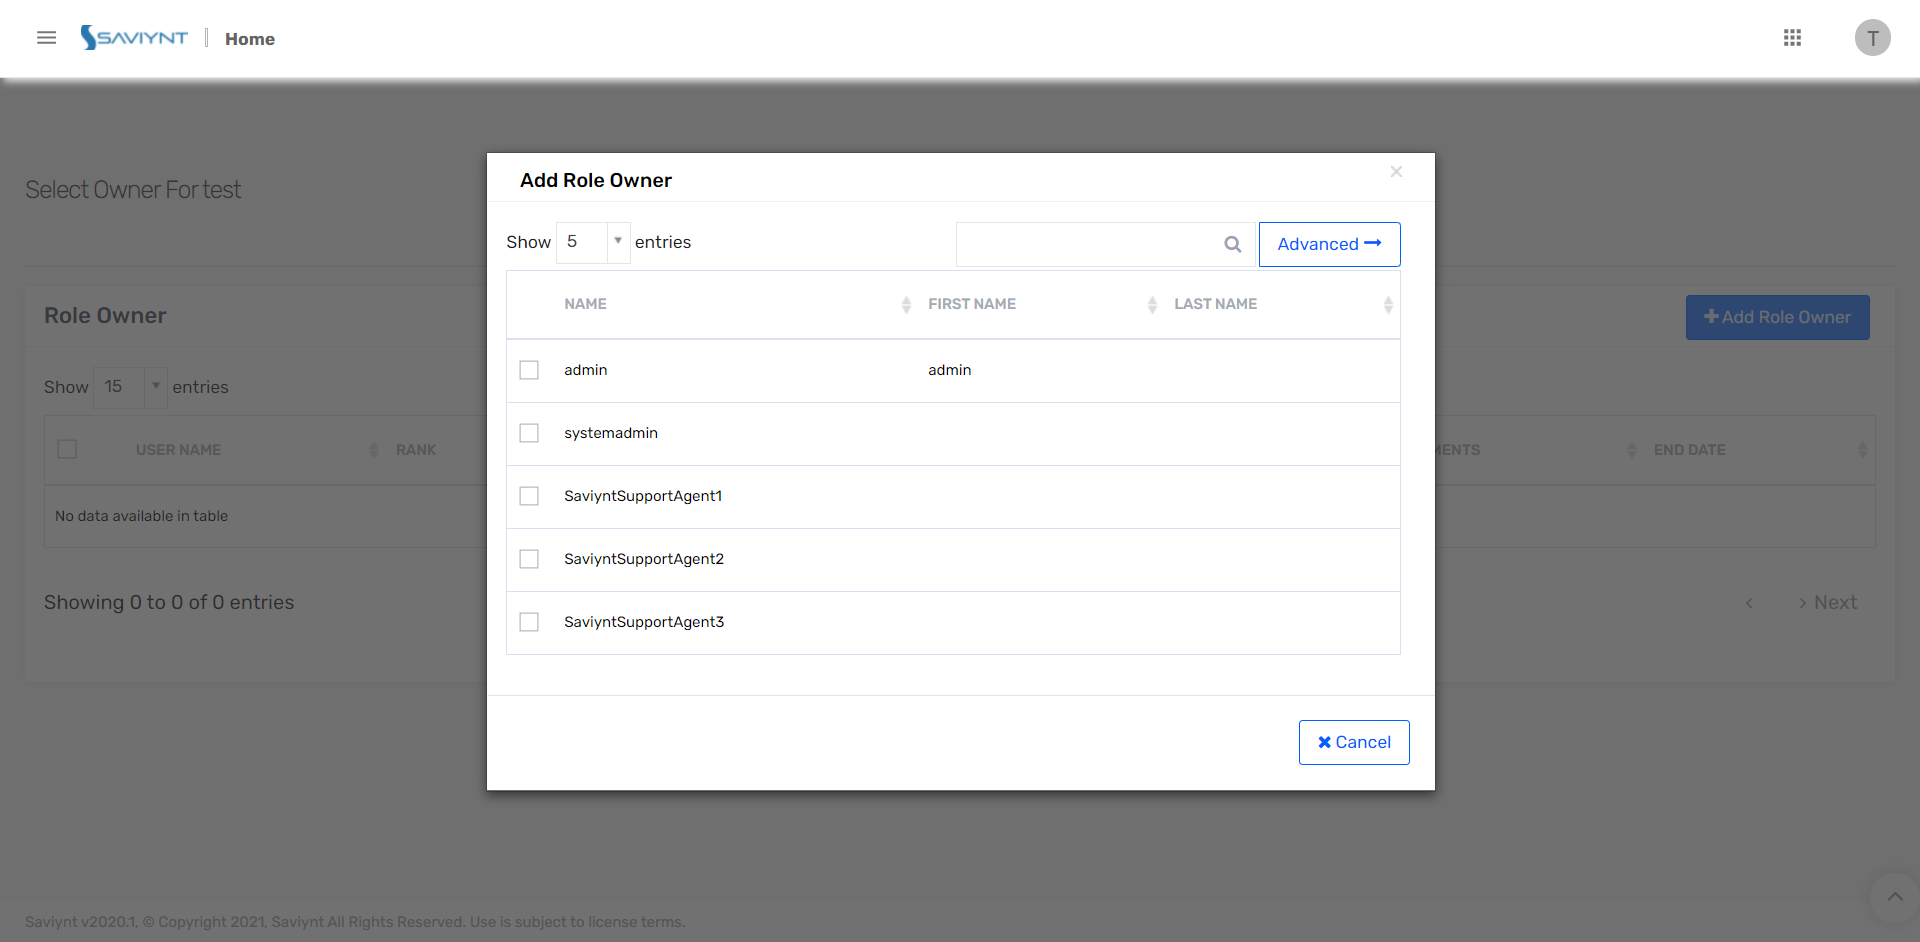 SAVIYNT Home T
Select Owner For test
Add Role Owner
Show 5 entries Advanced
NAME FIRST NAME LAST NAME
admin admin
systemadmin
SaviyntSupportAgent1
SaviyntSupportAgent2
SaviyntSupportAgent3
Cancel
Role Owner Add Role Owner
Show 15 entries
USER NAME RANK MENTS END DATE
No data available in table
Showing 0 to 0 of 0 entries Next
Saviynt v2020.1, © Copyright 2021, Saviynt All Rights Reserved. Use is subject to license terms.